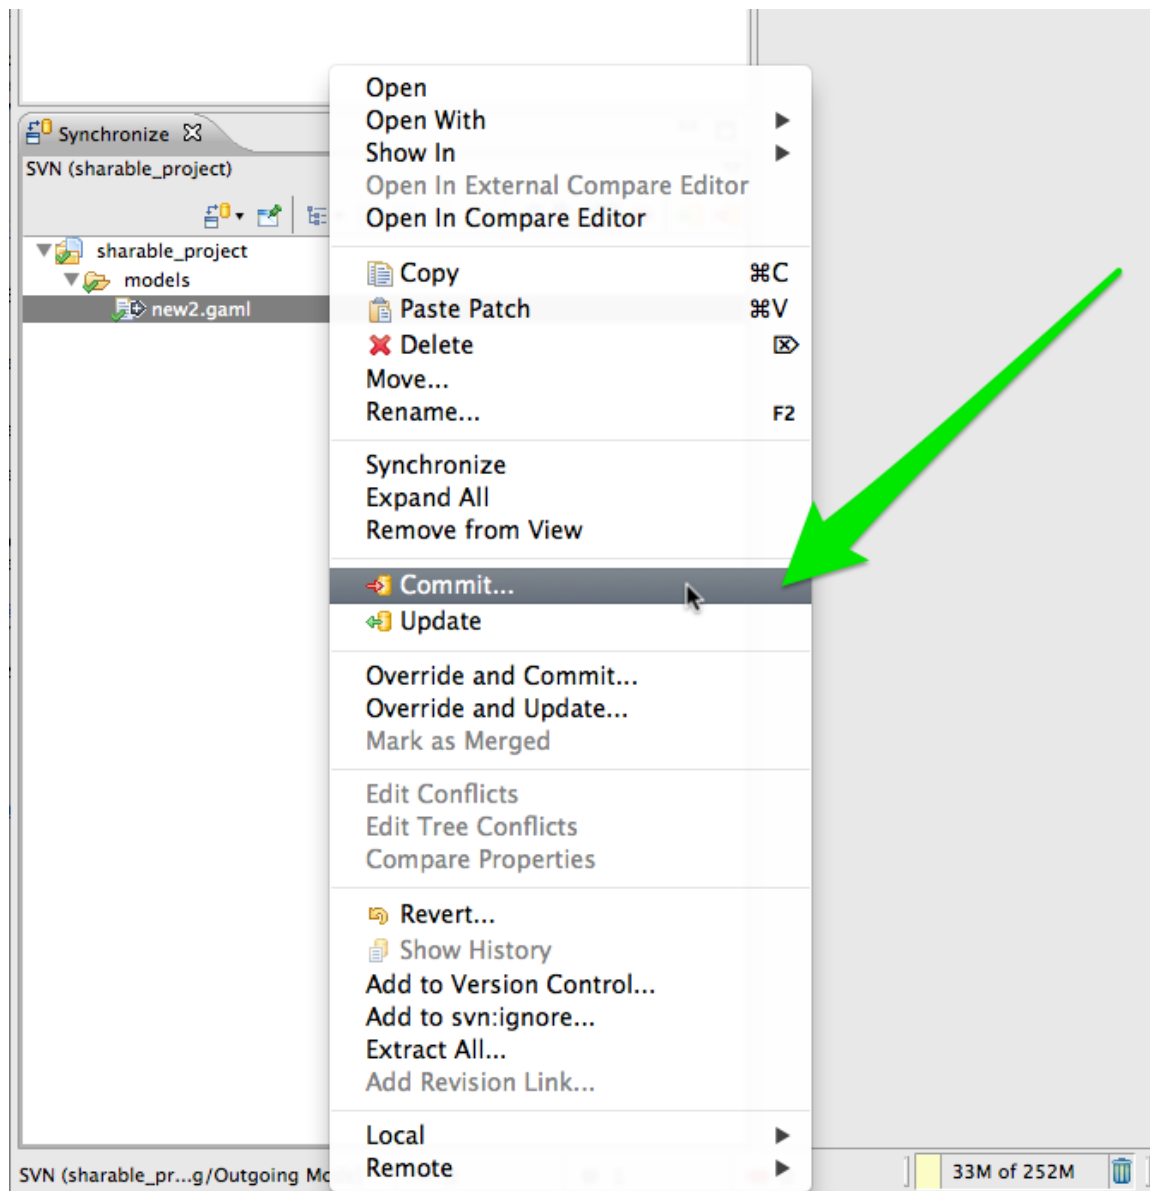 Synchronize
SVN (sharable_project)
sharable_project
models
new2.gaml
Open
Open With
Show In
Open In External Compare Editor
Open In Compare Editor
Copy ⌘C
Paste Patch ⌘V
Delete ⌦
Move...
Rename... F2
Synchronize
Expand All
Remove from View
Commit...
Update
Override and Commit...
Override and Update...
Mark as Merged
Edit Conflicts
Edit Tree Conflicts
Compare Properties
Revert...
Show History
Add to Version Control...
Add to svn:ignore...
Extract All...
Add Revision Link...
Local
Remote
SVN (sharable_pr...g/Outgoing Mo
33M of 252M